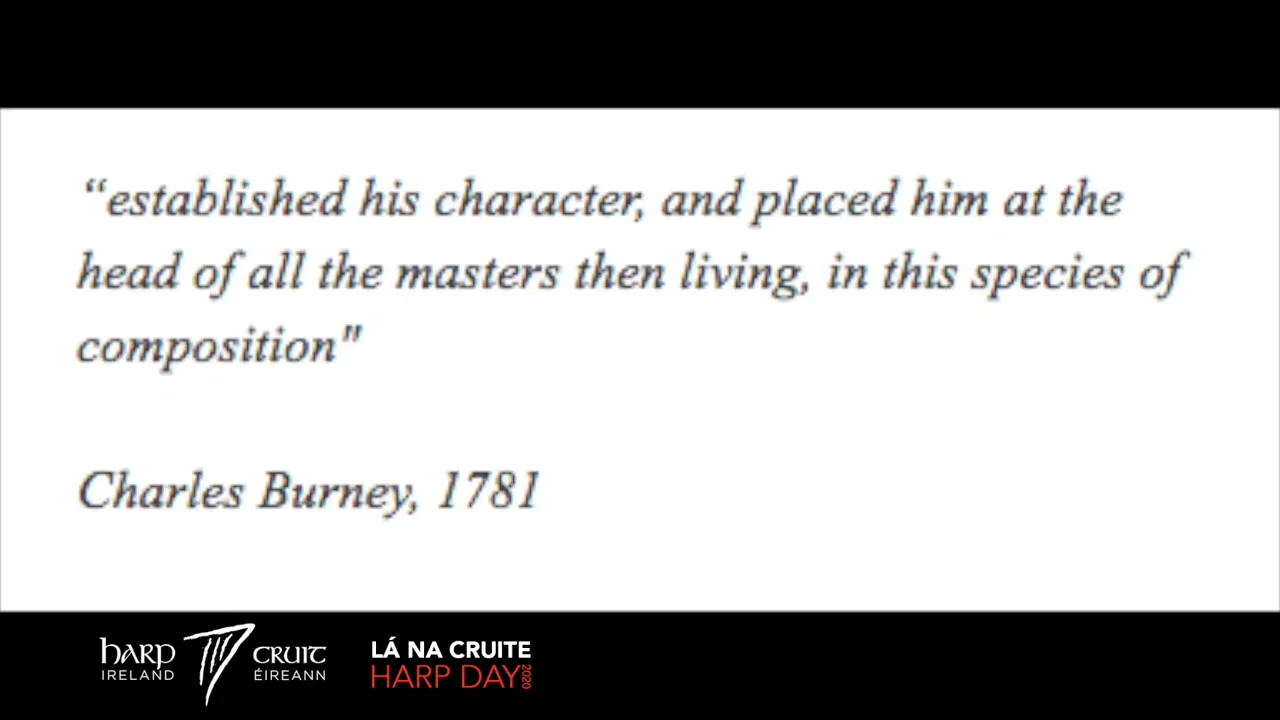 “established his character, and placed him at the
head of all the masters then living, in this species of
composition"
Charles Burney, 1781
harp
IRELAND
cruit
ÉIREANN
LÁ NA CRUITE
HARP DAY 2020